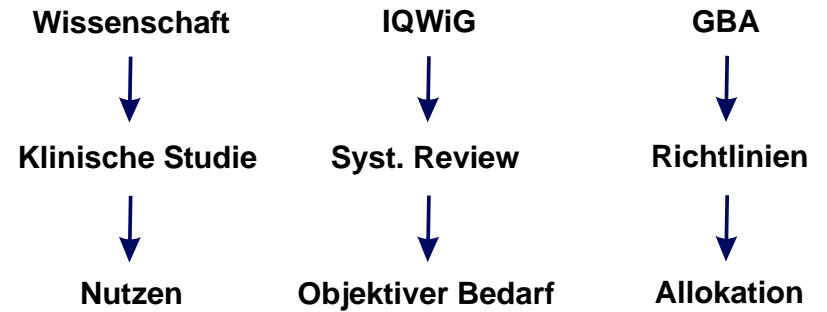 Wissenschaft IQWiG GBA
Klinische Studie Syst. Review Richtlinien
Nutzen Objektiver Bedarf Allokation